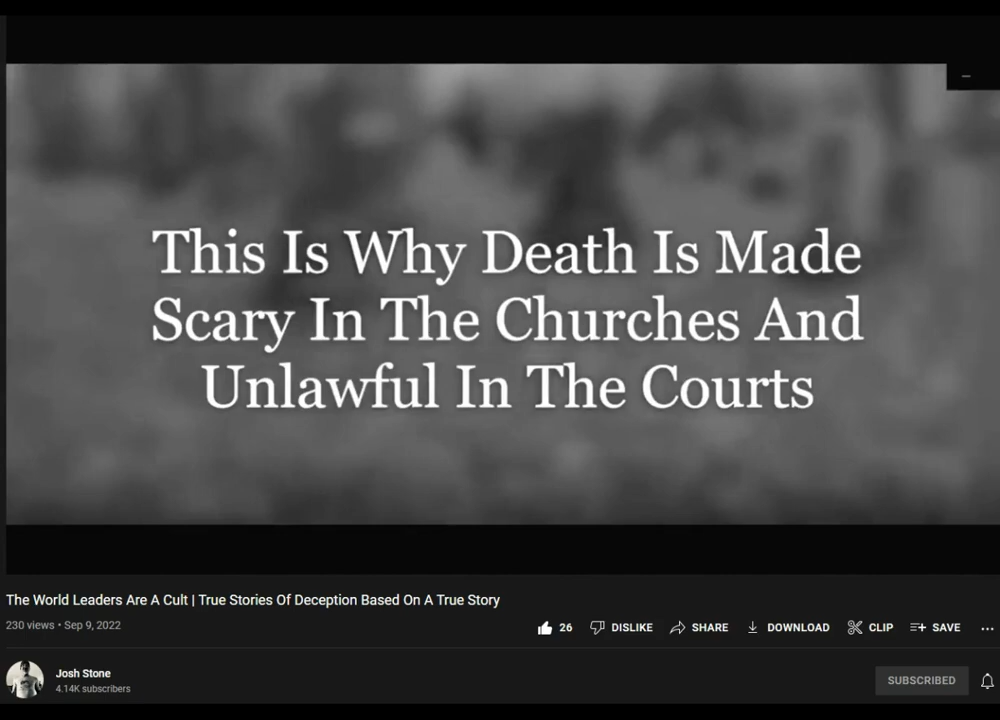 This Is Why Death Is Made
Scary In The Churches And
Unlawful In The Courts
The World Leaders Are A Cult | True Stories Of Deception Based On A True Story
230 views • Sep 9, 2022
26 DISLIKE SHARE DOWNLOAD CLIP SAVE ...
Josh Stone
4.14K subscribers
SUBSCRIBED